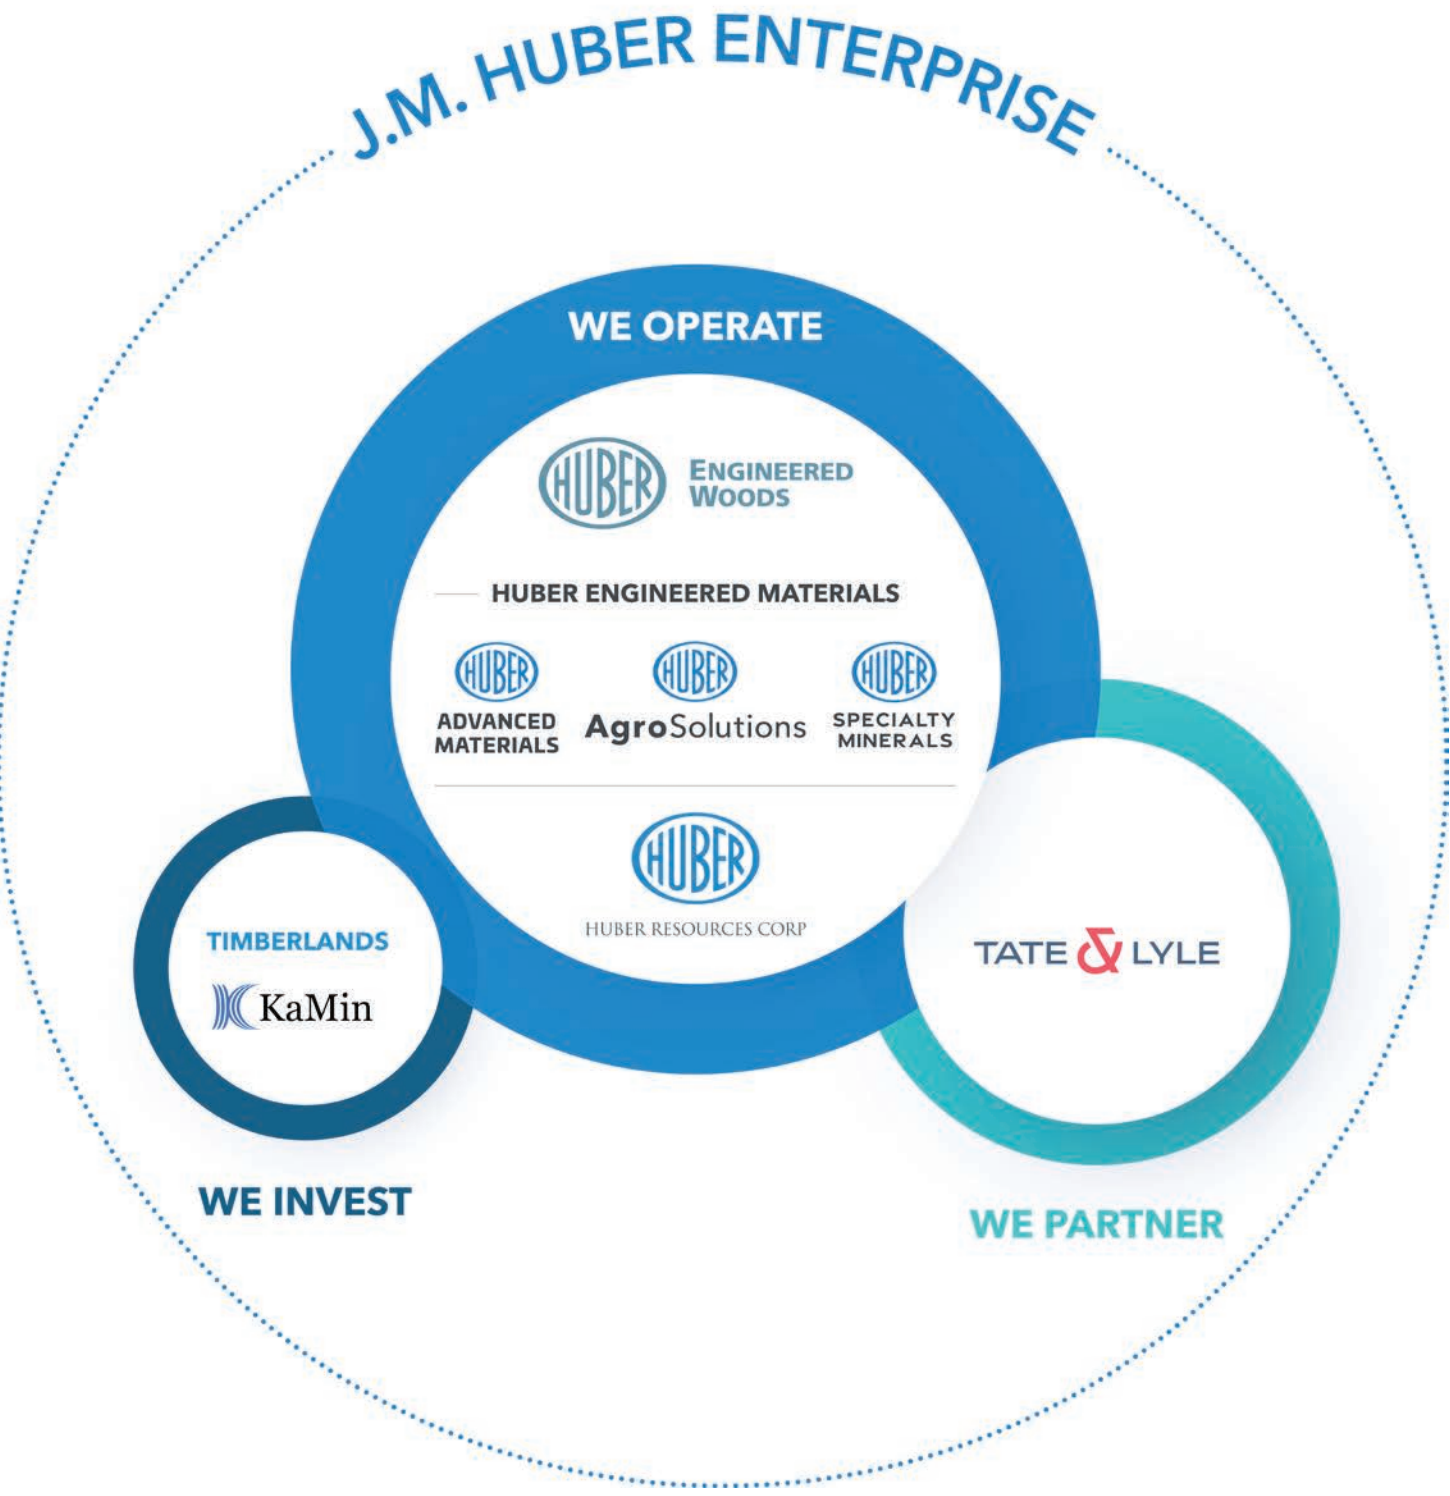 J.M. HUBER ENTERPRISE
WE OPERATE
HUBER ENGINEERED
WOODS
HUBER ENGINEERED MATERIALS
HUBER
ADVANCED
MATERIALS
HUBER
AgroSolutions
HUBER
SPECIALTY
MINERALS
HUBER
HUBER RESOURCES CORP
TIMBERLANDS
KaMin
WE INVEST
TATE & LYLE
WE PARTNER